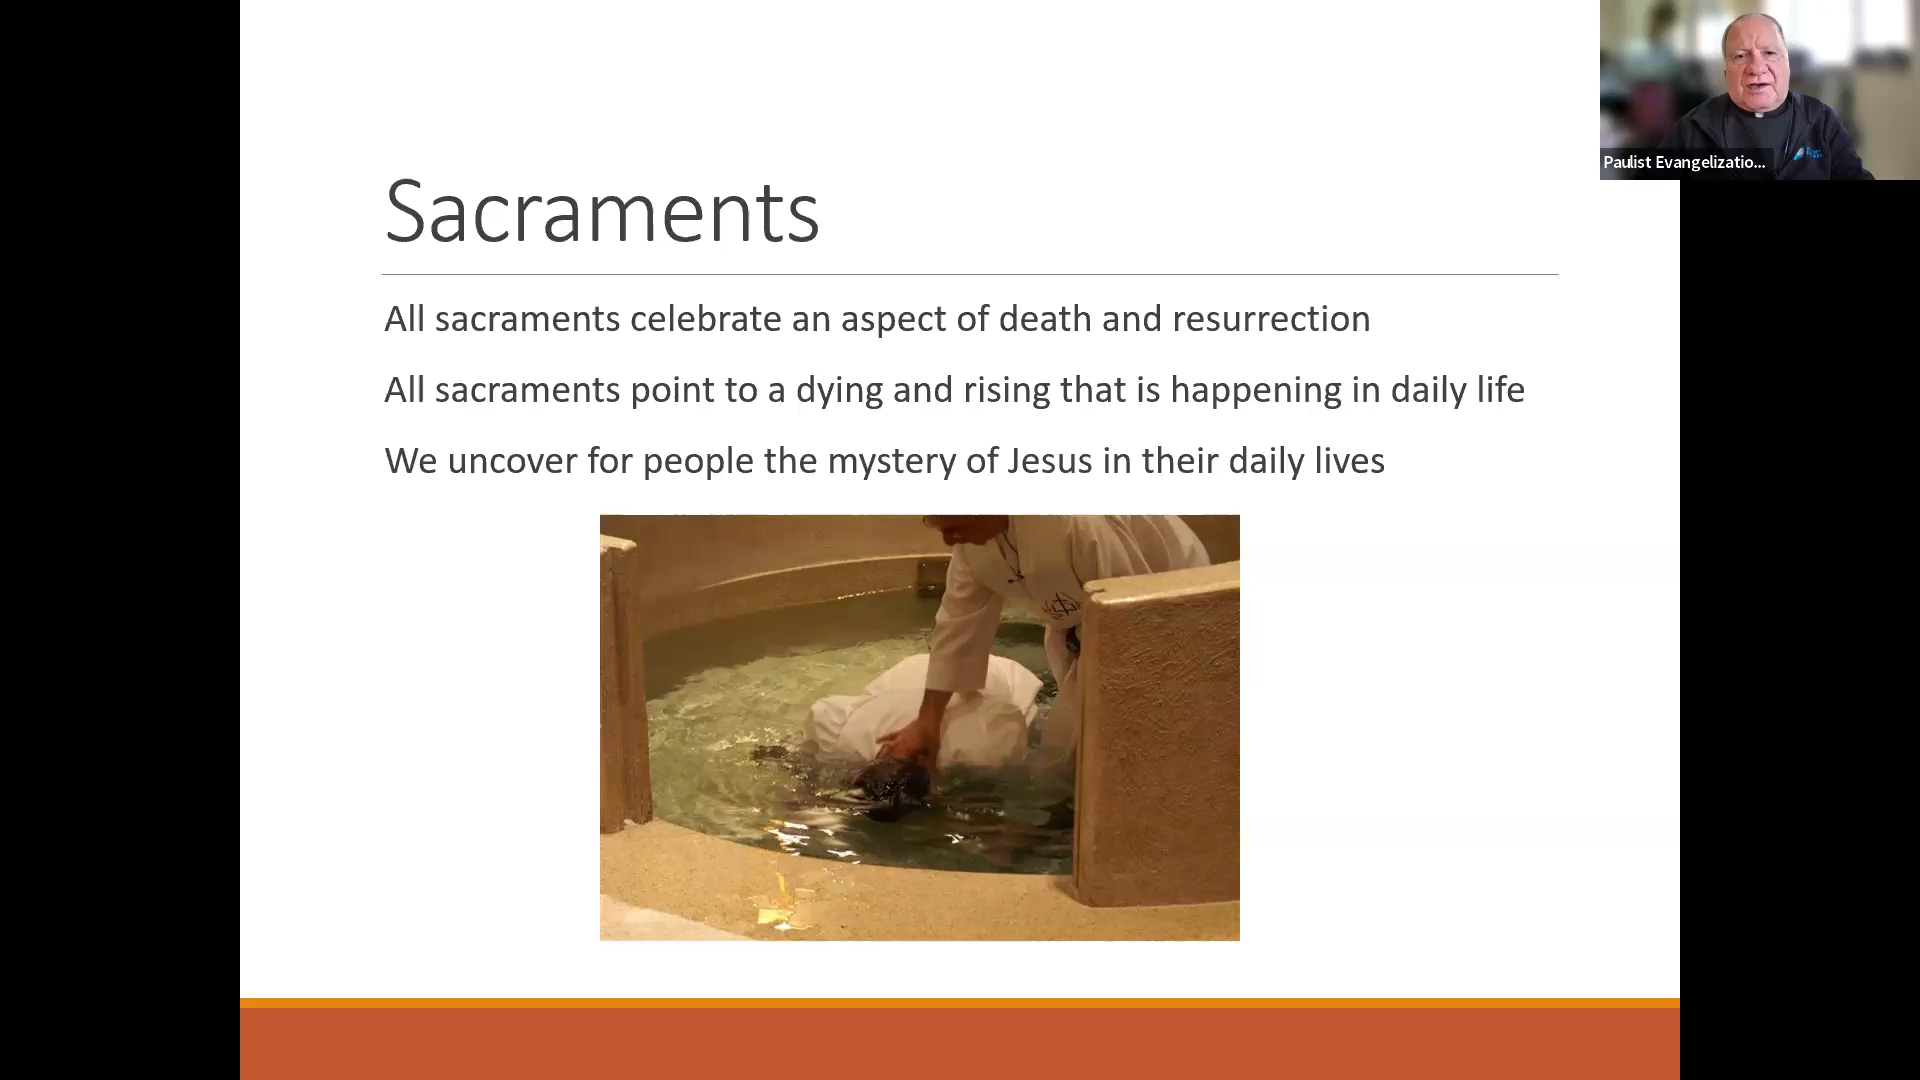 Sacraments
All sacraments celebrate an aspect of death and resurrection
All sacraments point to a dying and rising that is happening in daily life
We uncover for people the mystery of Jesus in their daily lives
Paulist Evangelizatio...